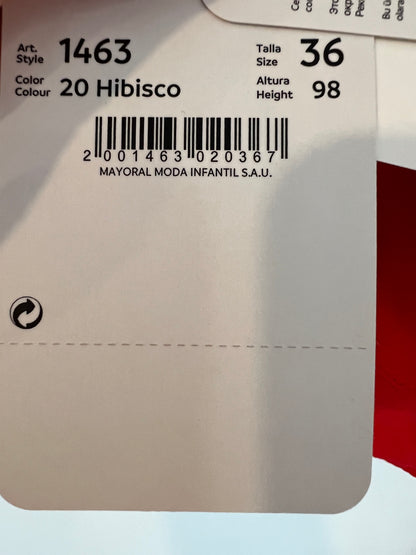 Art. Style 1463 Talla Size 36
Color Colour 20 Hibisco Altura Height 98
2 001463 020367
MAYORAL MODA INFANTIL S.A.U.